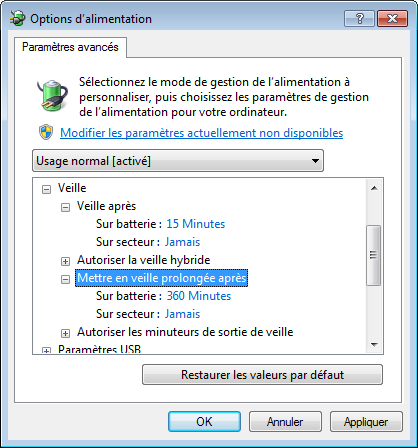 Options d'alimentation
Paramètres avancés
Sélectionnez le mode de gestion de l'alimentation à
personnaliser, puis choisissez les paramètres de gestion
de l'alimentation pour votre ordinateur.
Modifier les paramètres actuellement non disponibles
Usage normal [activé]
Veille
Veille après
Sur batterie : 15 Minutes
Sur secteur : Jamais
Autoriser la veille hybride
Mettre en veille prolongée après
Sur batterie : 360 Minutes
Sur secteur : Jamais
Autoriser les minuteurs de sortie de veille
Paramètres USB
Restaurer les valeurs par défaut
OK Annuler Appliquer